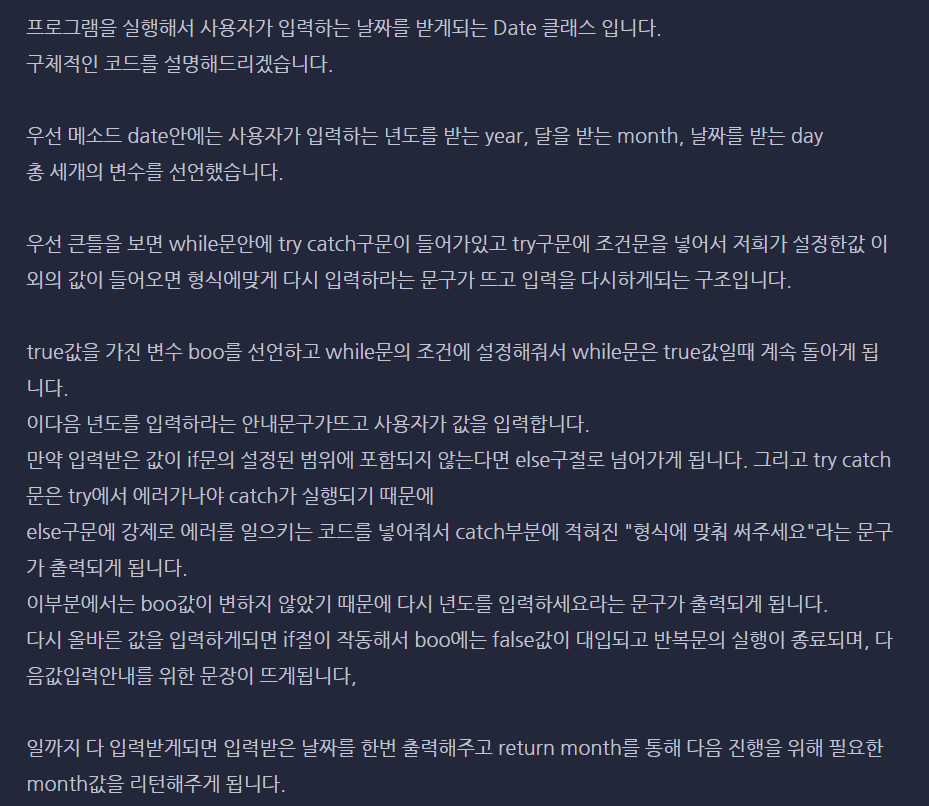 프로그램을 실행해서 사용자가 입력하는 날짜를 받게되는 Date 클래스 입니다.
구체적인 코드를 설명해드리겠습니다.
우선 메소드 date안에는 사용자가 입력하는 년도를 받는 year, 달을 받는 month, 날짜를 받는 day
총 세개의 변수를 선언했습니다.
우선 큰틀을 보면 while문안에 try catch구문이 들어가있고 try구문에 조건문을 넣어서 저희가 설정한값 이
외의 값이 들어오면 형식에맞게 다시 입력하라는 문구가 뜨고 입력을 다시하게되는 구조입니다.
true값을 가진 변수 boo를 선언하고 while문의 조건에 설정해줘서 while문은 true값일때 계속 돌아게 됩
니다.
이다음 년도를 입력하라는 안내문구가뜨고 사용자가 값을 입력합니다.
만약 입력받은 값이 if문의 설정된 범위에 포함되지 않는다면 else구절로 넘어가게 됩니다. 그리고 try catch
문은 try에서 에러가나야 catch가 실행되기 때문에
else구문에 강제로 에러를 일으키는 코드를 넣어줘서 catch부분에 적혀진 "형식에 맞춰 써주세요"라는 문구
가 출력되게 됩니다.
이부분에서는 boo값이 변하지 않았기 때문에 다시 년도를 입력하세요라는 문구가 출력되게 됩니다.
다시 올바른 값을 입력하게되면 if절이 작동해서 boo에는 false값이 대입되고 반복문의 실행이 종료되며, 다
음값입력안내를 위한 문장이 뜨게됩니다,
일까지 다 입력받게되면 입력받은 날짜를 한번 출력해주고 return month를 통해 다음 진행을 위해 필요한
month값을 리턴해주게 됩니다.